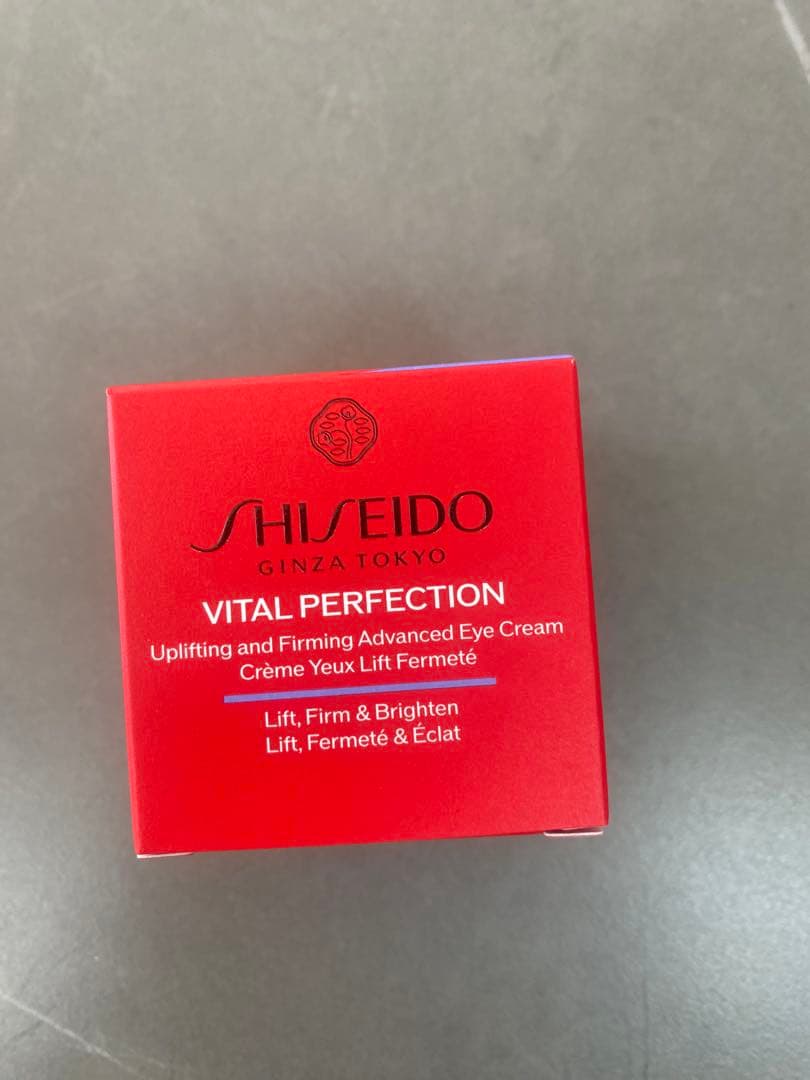 SHISEIDO
GINZA TOKYO
VITAL PERFECTION
Uplifting and Firming Advanced Eye Cream
Crème Yeux Lift Fermeté
Lift, Firm & Brighten
Lift, Fermeté & Éclat